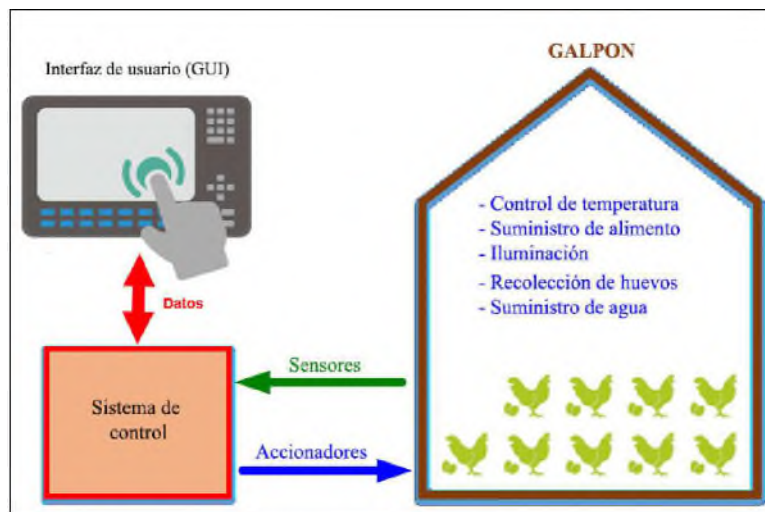 GALPON
Interfaz de usuario (GUI)
- Control de temperatura
- Suministro de alimento
- Iluminación
- Recolección de huevos
- Suministro de agua
Datos
Sensores
Sistema de
control
Accionadores